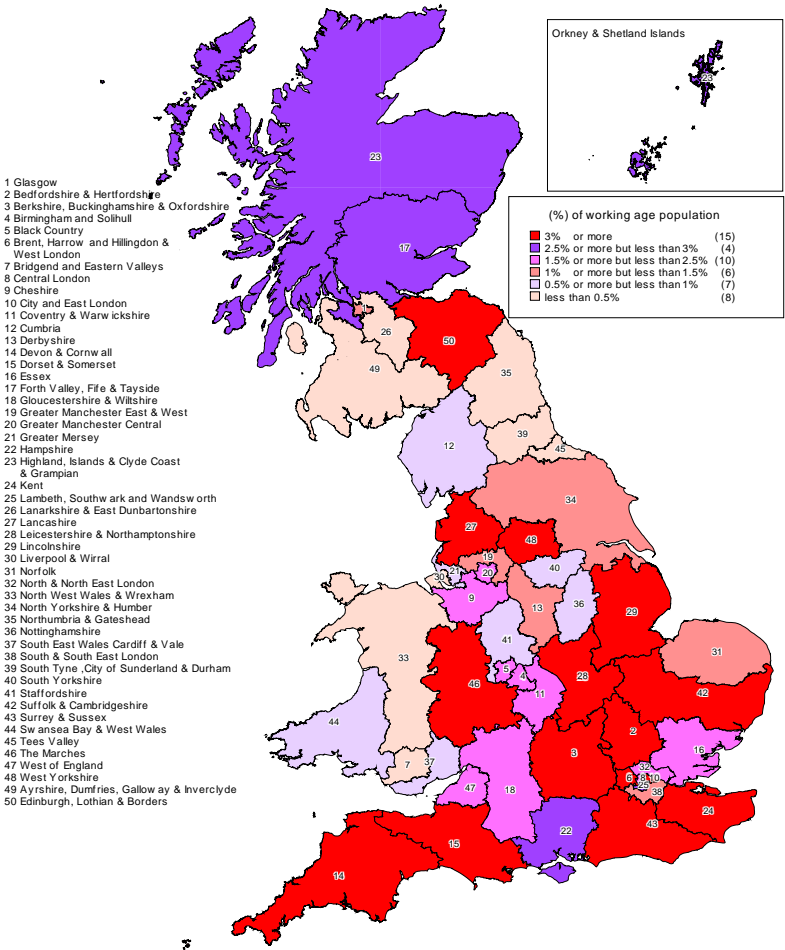 Orkney & Shetland Islands
23
23
1 Glasgow
2 Bedfordshire & Hertfordshire
3 Berkshire, Buckinghamshire & Oxfordshire
4 Birmingham and Solihull
5 Black Country
6 Brent, Harrow and Hillingdon &
West London
7 Bridgend and Eastern Valleys
8 Central London
9 Cheshire
10 City and East London
11 Coventry & Warwickshire
12 Cumbria
13 Derbyshire
14 Devon & Cornwall
15 Dorset & Somerset
16 Essex
17 Forth Valley, Fife & Tayside
18 Gloucestershire & Wiltshire
19 Greater Manchester East & West
20 Greater Manchester Central
21 Greater Mersey
22 Hampshire
23 Highland, Islands & Clyde Coast
& Grampian
24 Kent
25 Lambeth, Southwark and Wandsworth
26 Lanarkshire & East Dunbartonshire
27 Lancashire
28 Leicestershire & Northamptonshire
29 Lincolnshire
30 Liverpool & Wirral
31 Norfolk
32 North & North East London
33 North West Wales & Wrexham
34 North Yorkshire & Humber
35 Northumbria & Gateshead
36 Nottinghamshire
37 South East Wales Cardiff & Vale
38 South & South East London
39 South Tyne ,City of Sunderland & Durham
40 South Yorkshire
41 Staffordshire
42 Suffolk & Cambridgeshire
43 Surrey & Sussex
44 Swansea Bay & West Wales
45 Tees Valley
46 The Marches
47 West of England
48 West Yorkshire
49 Ayrshire, Dumfries, Galloway & Inverclyde
50 Edinburgh, Lothian & Borders
(%) of working age population
3% or more (15)
2.5% or more but less than 3% (4)
1.5% or more but less than 2.5% (10)
1% or more but less than 1.5% (6)
0.5% or more but less than 1% (7)
less than 0.5% (8)
17
1
26
50
49
35
39
45
12
34
27
48
19
20
21
30
40
9
13
36
29
41
31
33
5
4
46
11
28
42
44
2
7
37
3
16
32
6
8
10
25
38
47
18
24
22
43
15
14